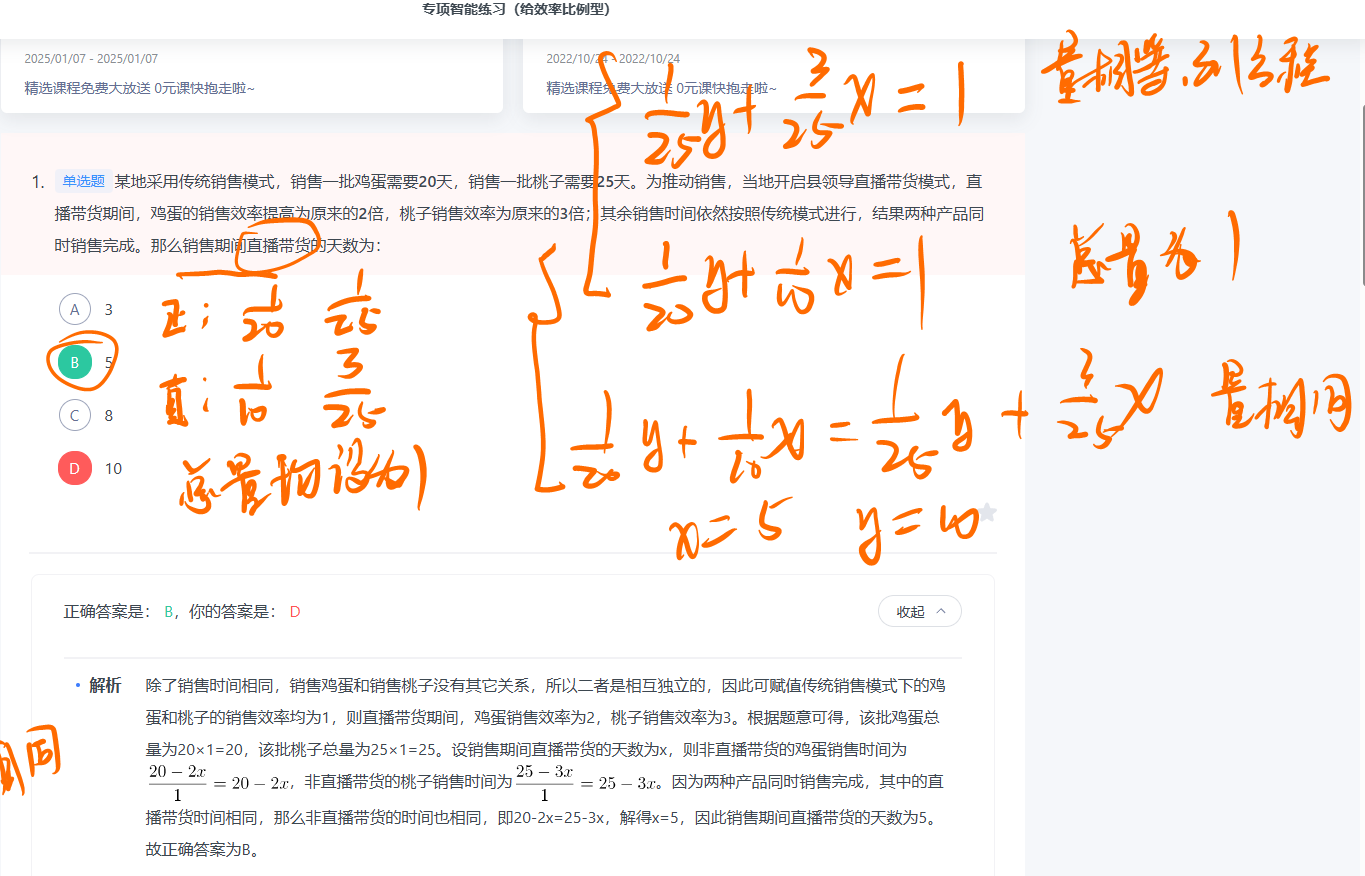 专项智能练习（给效率比例型）
2025/01/07 - 2025/01/07
精选课程免费大放送 0元课快抱走啦~
2022/10/24 - 2022/10/24
精选课程免费大放送 0元课快抱走啦~
1/25 y + 3/25 x = 1
量相等,列方程
1. 单选题 某地采用传统销售模式，销售一批鸡蛋需要20天，销售一批桃子需要25天。为推动销售，当地开启县领导直播带货模式，直
播带货期间，鸡蛋的销售效率提高为原来的2倍，桃子销售效率为原来的3倍；其余销售时间依然按照传统模式进行，结果两种产品同
时销售完成。那么销售期间直播带货的天数为：
1/20 y + 1/10 x = 1
总量为1
A 3
正: 1/20 1/25
B 5
直: 1/10 3/25
C 8
1/20 y + 1/10 x = 1/25 y + 3/25 x
量相同
D 10
总量均设为1
x = 5 y = 10
正确答案是： B，你的答案是： D
收起
解析
除了销售时间相同，销售鸡蛋和销售桃子没有其它关系，所以二者是相互独立的，因此可赋值传统销售模式下的鸡
蛋和桃子的销售效率均为1，则直播带货期间，鸡蛋销售效率为2，桃子销售效率为3。根据题意可得，该批鸡蛋总
量为20×1=20，该批桃子总量为25×1=25。设销售期间直播带货的天数为x，则非直播带货的鸡蛋销售时间为
(20 − 2x)/1 = 20 − 2x，非直播带货的桃子销售时间为(25 − 3x)/1 = 25 − 3x。因为两种产品同时销售完成，其中的直
播带货时间相同，那么非直播带货的时间也相同，即20-2x=25-3x，解得x=5，因此销售期间直播带货的天数为5。
故正确答案为B。
同